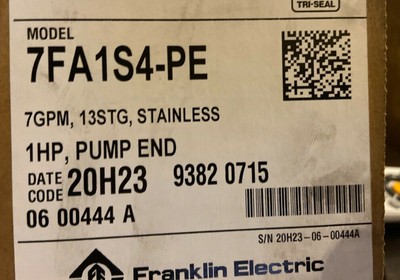 TRI-SEAL
MODEL
7FA1S4-PE
7GPM, 13STG, STAINLESS
1HP, PUMP END
DATE CODE 20H23 9382 0715
06 00444 A
S/N 20H23-06-00444A
Franklin Electric